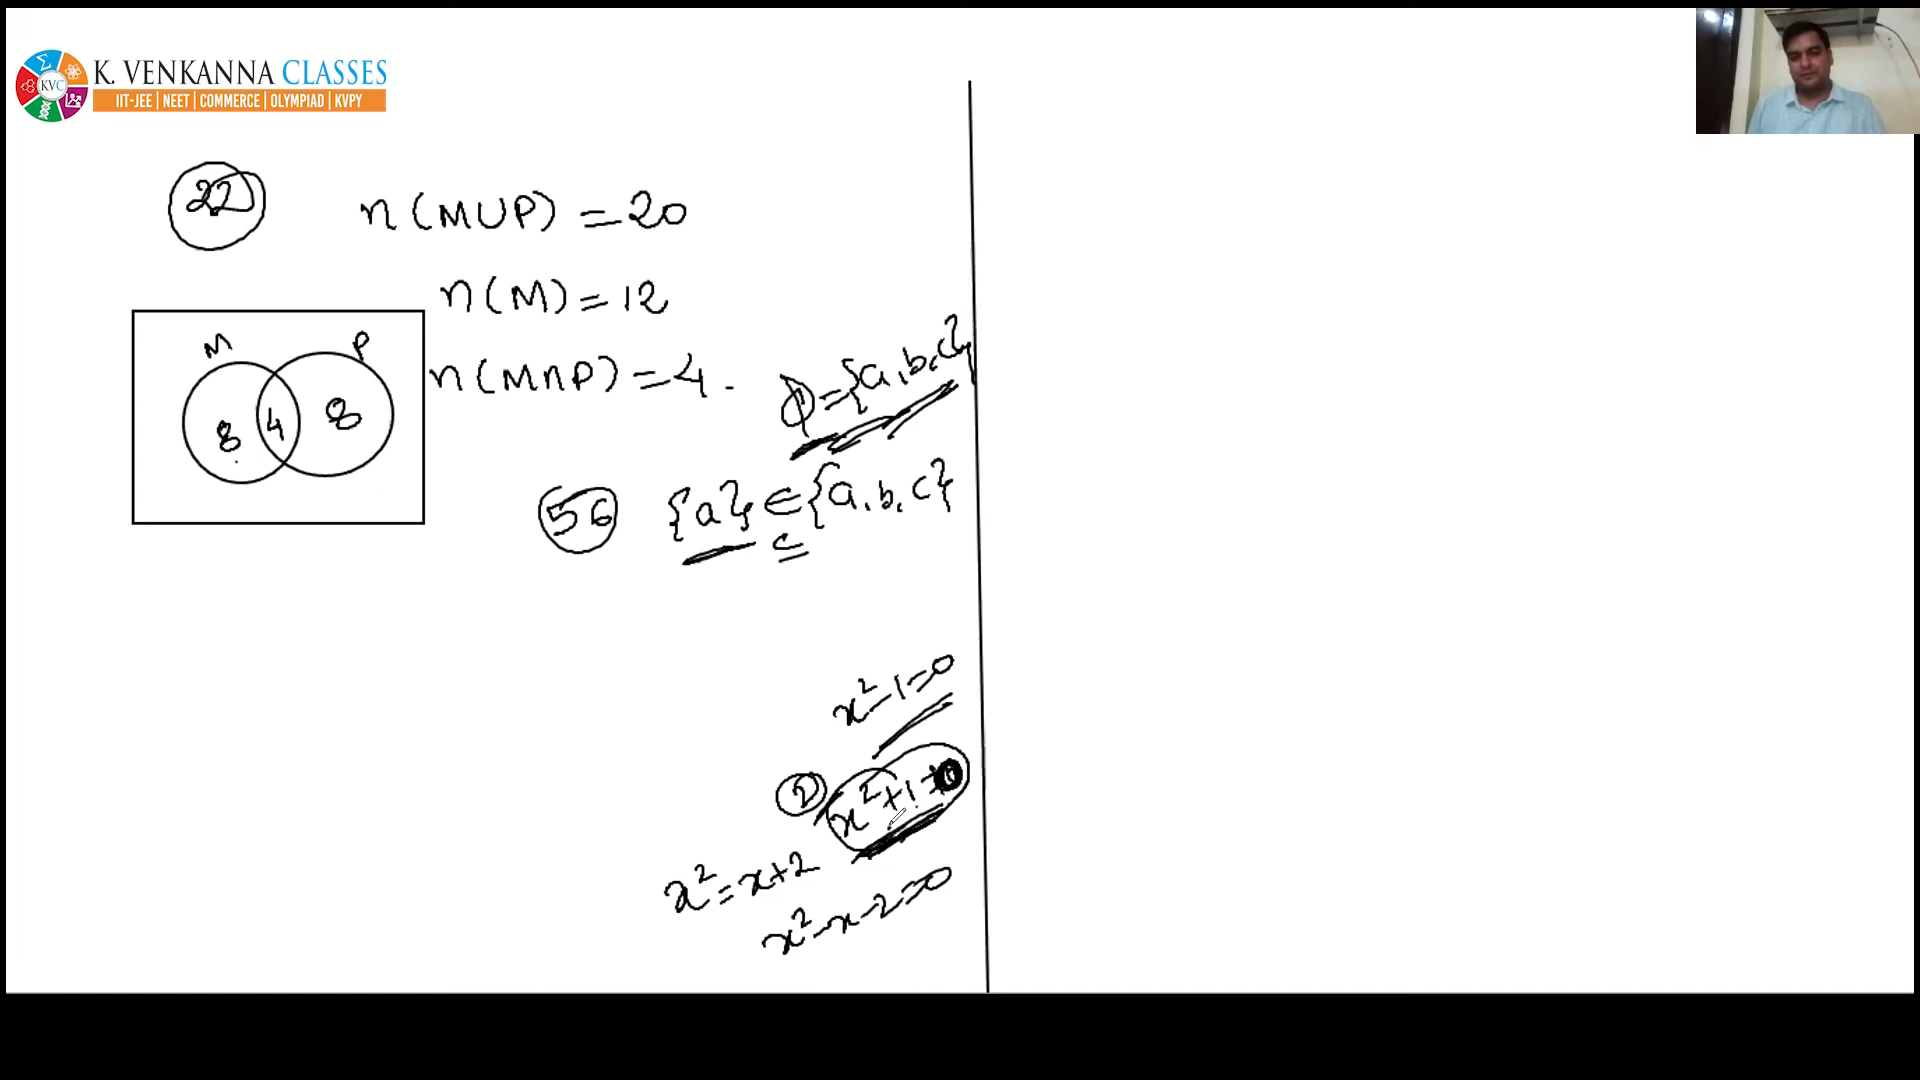 K. VENKANNA CLASSES
KVC
IIT-JEE | NEET | COMMERCE | OLYMPIAD | KVPY
22
n(M∪P) = 20
n(M) = 12
n(M∩P) = 4.
M P
8 4 8
ϕ = {a, b, c}
56 {a} ∈ {a, b, c}
⊆
x² - 1 = 0
2 x² + 1 = 0
x² = x + 2
x² - x - 2 = 0